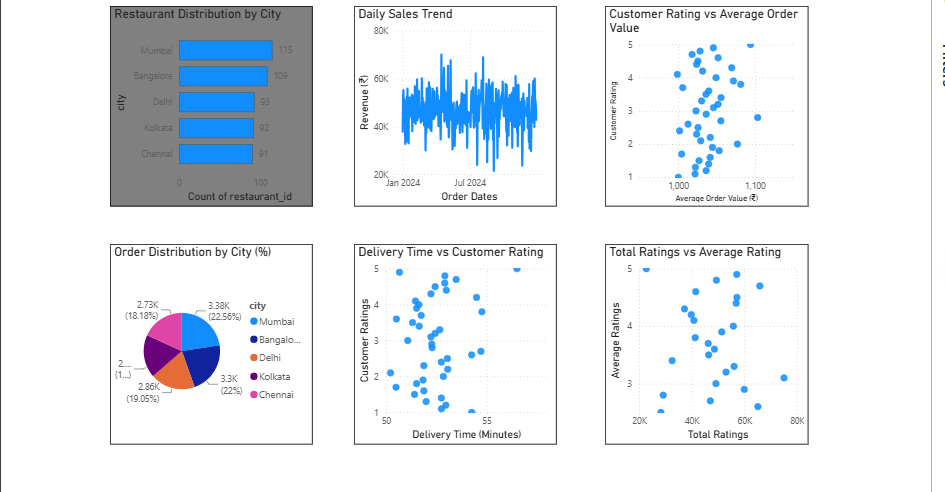 Restaurant Distribution by City
city
Mumbai 115
Bangalore 109
Delhi 93
Kolkata 92
Chennai 91
0 100
Count of restaurant_id
Daily Sales Trend
Revenue (₹)
80K
60K
40K
20K
Jan 2024 Jul 2024
Order Dates
Customer Rating vs Average Order
Value
Customer Rating
5
4
3
2
1
1,000 1,100
Average Order Value (₹)
Order Distribution by City (%)
2.73K
(18.18%)
3.38K
(22.56%)
2....
(1...)
2.86K
(19.05%)
3.3K
(22%)
city
Mumbai
Bangalo...
Delhi
Kolkata
Chennai
Delivery Time vs Customer Rating
Customer Ratings
5
4
3
2
1
50 55
Delivery Time (Minutes)
Total Ratings vs Average Rating
Average Ratings
5
4
3
20K 40K 60K 80K
Total Ratings